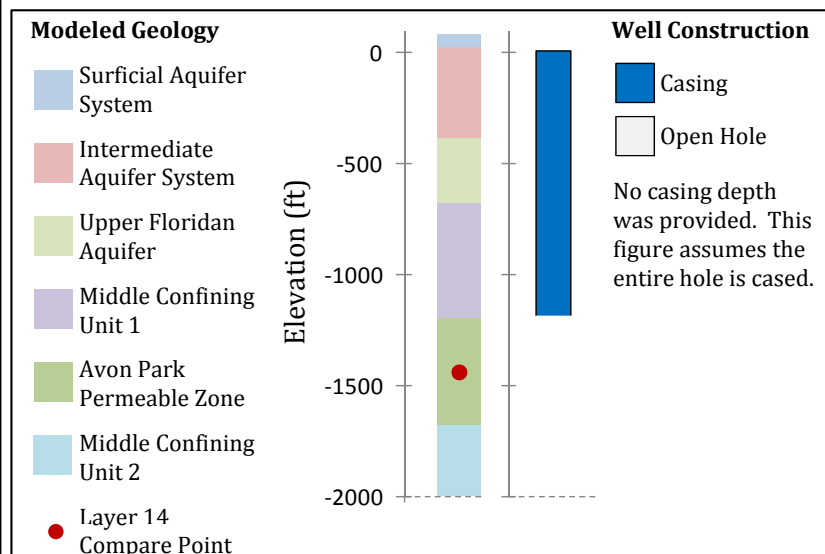 Modeled Geology
Surficial Aquifer
System
Intermediate
Aquifer System
Upper Floridan
Aquifer
Middle Confining
Unit 1
Avon Park
Permeable Zone
Middle Confining
Unit 2
Layer 14
Compare Point
Elevation (ft)
0
-500
-1000
-1500
-2000
Well Construction
Casing
Open Hole
No casing depth
was provided. This
figure assumes the
entire hole is cased.